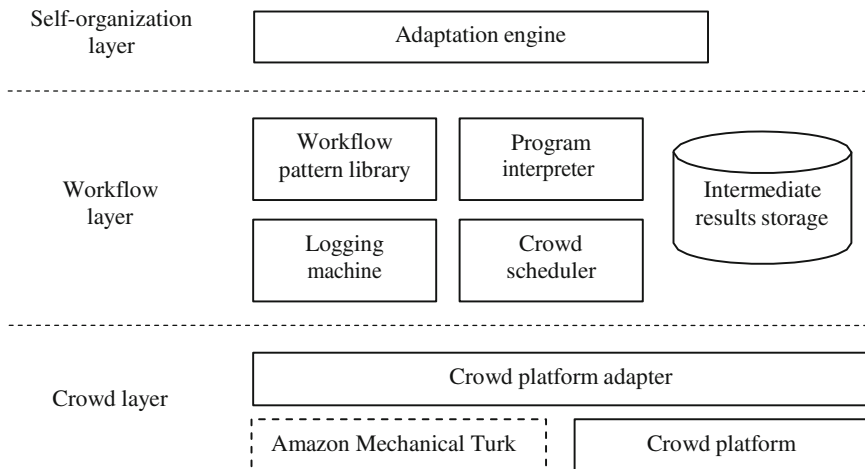 Self-organization
layer
Adaptation engine
Workflow
layer
Workflow
pattern library
Program
interpreter
Intermediate
results storage
Logging
machine
Crowd
scheduler
Crowd layer
Crowd platform adapter
Amazon Mechanical Turk
Crowd platform